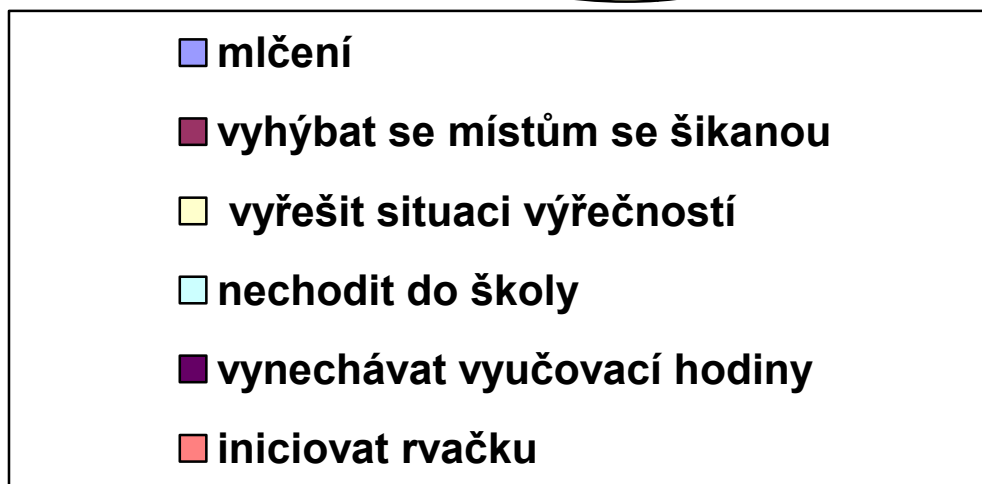 mlčení
vyhýbat se místům se šikanou
vyřešit situaci výřečností
nechodit do školy
vynechávat vyučovací hodiny
iniciovat rvačku